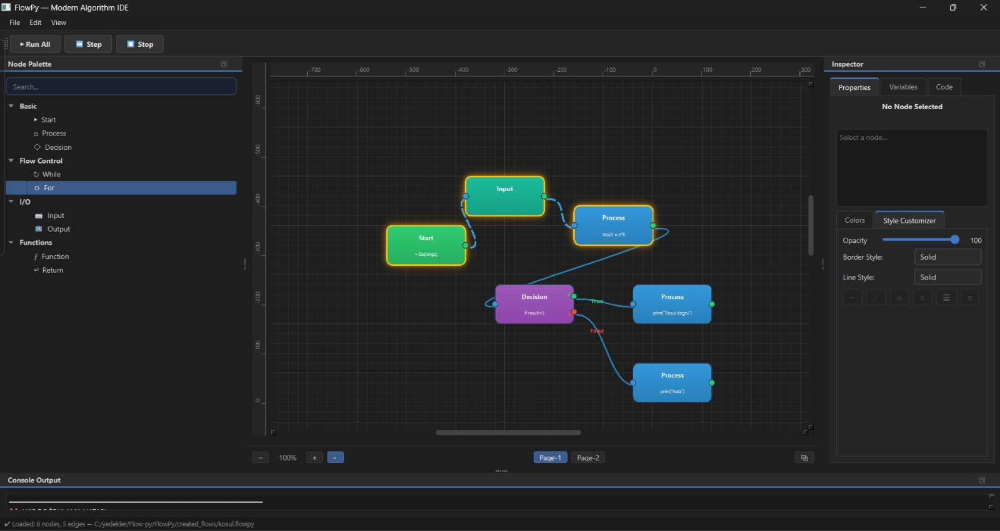 FlowPy — Modern Algorithm IDE
File Edit View
Run All Step Stop
Node Palette
Search...
Basic
Start
Process
Decision
Flow Control
While
For
I/O
Input
Output
Functions
Function
Return
-700 -600 -500 -400 -300 -200 -100 0 100 200 300
-600
-500
-400
-300
-200
-100
0
Input
Process
result = x*5
Start
Başlangıç
Decision
if result>5
True
False
Process
print("Kosul dogru")
Process
print("hata")
− 100% +
Page-1 Page-2
Inspector
Properties Variables Code
No Node Selected
Select a node...
Colors Style Customizer
Opacity 100
Border Style: Solid
Line Style: Solid
Console Output
Loaded: 6 nodes, 5 edges ← C:/yedekler/Flow-py/FlowPy/created_flows/kosul.flowpy